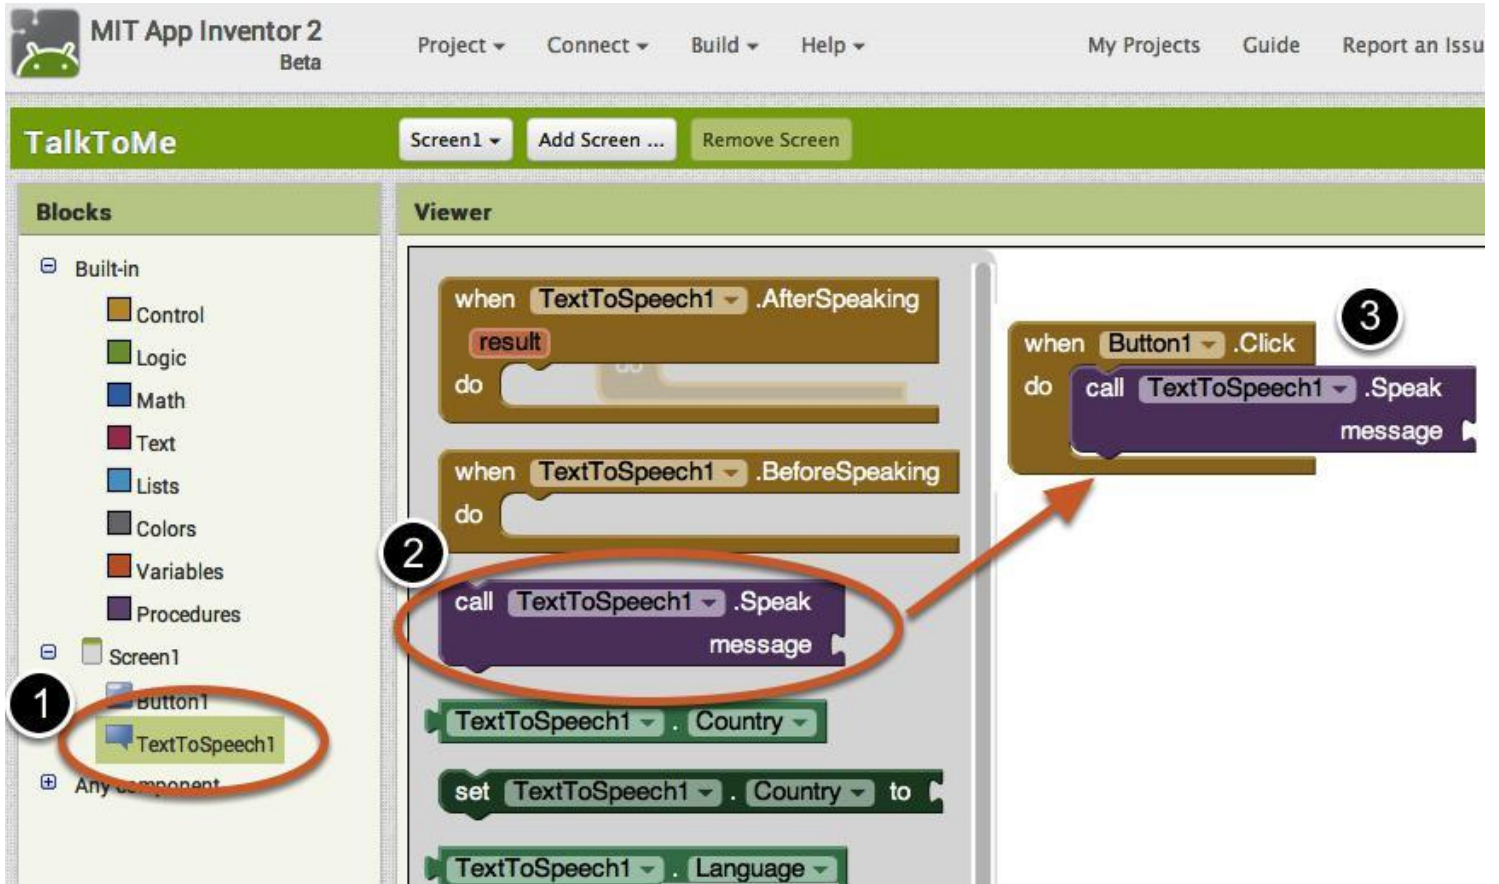 MIT App Inventor 2
Beta
Project Connect Build Help My Projects Guide Report an Issu
TalkToMe
Screen1 Add Screen ... Remove Screen
Blocks
Viewer
Built-in
Control
Logic
Math
Text
Lists
Colors
Variables
Procedures
Screen1
1
Button1
TextToSpeech1
Any component
when TextToSpeech1 .AfterSpeaking
result
do
do
when TextToSpeech1 .BeforeSpeaking
do
2
call TextToSpeech1 .Speak
message
TextToSpeech1 . Country
set TextToSpeech1 . Country to
TextToSpeech1 . Language
3
when Button1 .Click
do call TextToSpeech1 .Speak
message